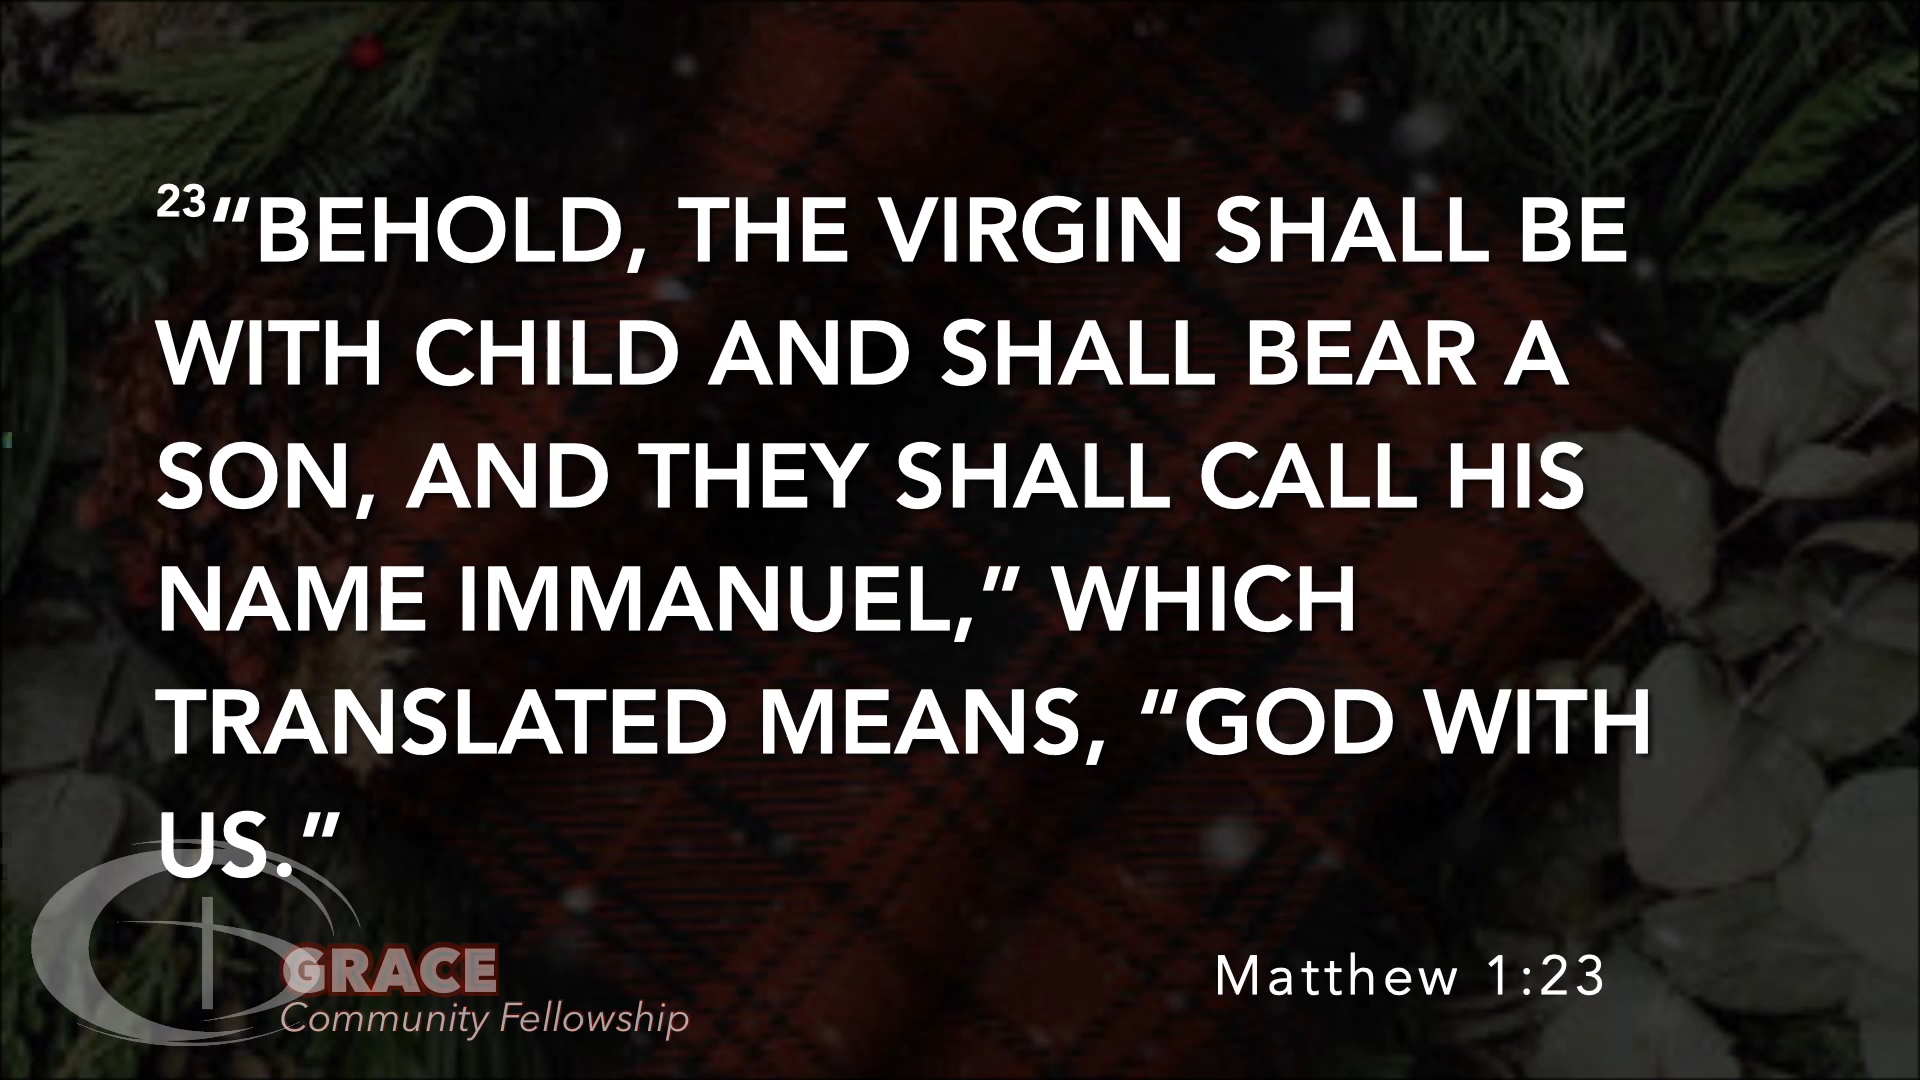 ²³“BEHOLD, THE VIRGIN SHALL BE
WITH CHILD AND SHALL BEAR A
SON, AND THEY SHALL CALL HIS
NAME IMMANUEL,” WHICH
TRANSLATED MEANS, “GOD WITH
US.”
GRACE
Community Fellowship
Matthew 1:23